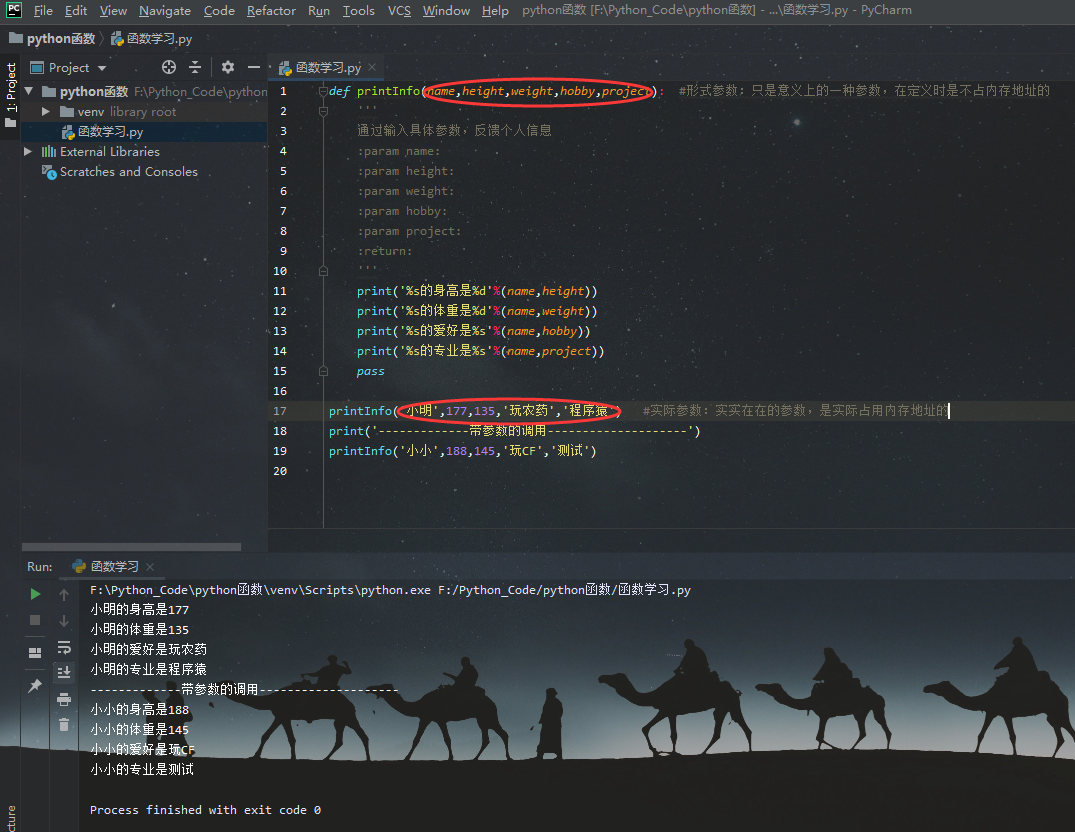 PC File Edit View Navigate Code Refactor Run Tools VCS Window Help python函数 [F:\Python_Code\python函数] - ...\函数学习.py - PyCharm
python函数 函数学习.py
1: Project
Project
函数学习.py
python函数 F:\Python_Code\python
venv library root
函数学习.py
External Libraries
Scratches and Consoles
1 def printInfo(name,height,weight,hobby,project): #形式参数：只是意义上的一种参数，在定义时是不占内存地址的
2 '''
3 通过输入具体参数，反馈个人信息
4 :param name:
5 :param height:
6 :param weight:
7 :param hobby:
8 :param project:
9 :return:
10 '''
11 print('%s的身高是%d'%(name,height))
12 print('%s的体重是%d'%(name,weight))
13 print('%s的爱好是%s'%(name,hobby))
14 print('%s的专业是%s'%(name,project))
15 pass
16
17 printInfo('小明',177,135,'玩农药','程序猿') #实际参数：实实在在的参数，是实际占用内存地址的
18 print('-------------带参数的调用--------------------')
19 printInfo('小小',188,145,'玩CF','测试')
20
Run: 函数学习
F:\Python_Code\python函数\venv\Scripts\python.exe F:/Python_Code/python函数/函数学习.py
小明的身高是177
小明的体重是135
小明的爱好是玩农药
小明的专业是程序猿
-------------带参数的调用--------------------
小小的身高是188
小小的体重是145
小小的爱好是玩CF
小小的专业是测试
Process finished with exit code 0